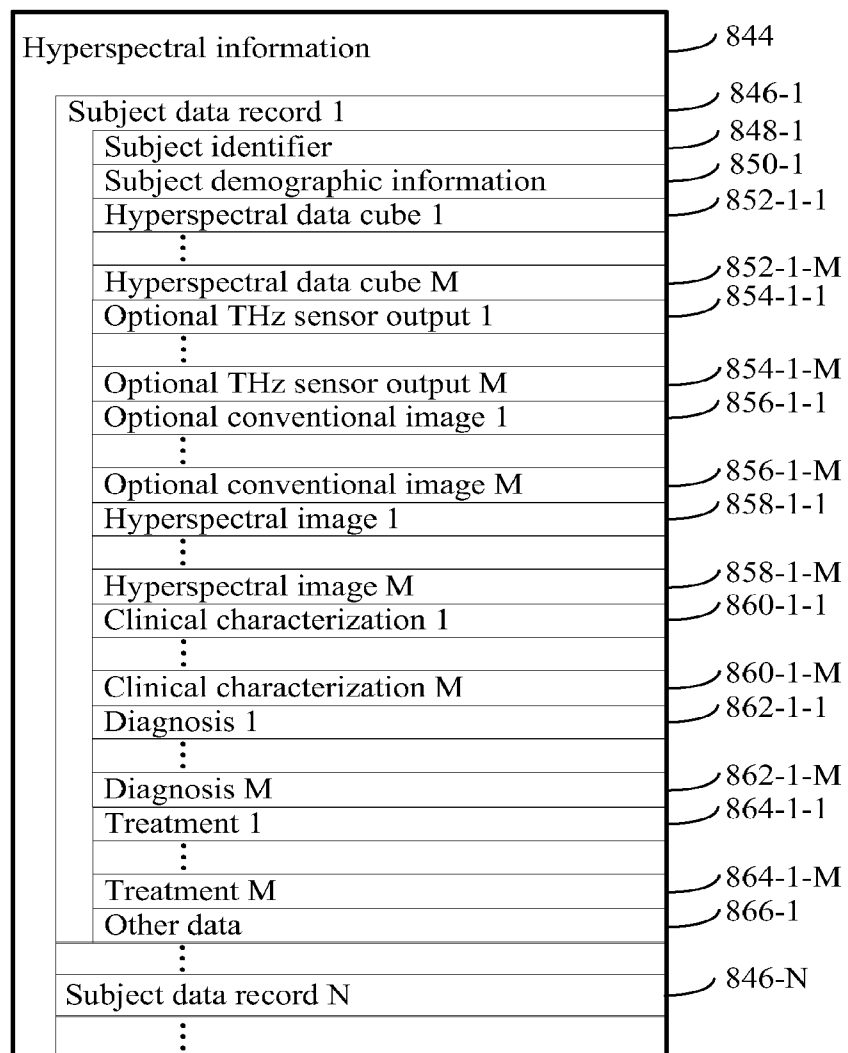 Hyperspectral information 844
Subject data record 1 846-1
Subject identifier 848-1
Subject demographic information 850-1
Hyperspectral data cube 1 852-1-1
⋮
Hyperspectral data cube M 852-1-M
Optional THz sensor output 1 854-1-1
⋮
Optional THz sensor output M 854-1-M
Optional conventional image 1 856-1-1
⋮
Optional conventional image M 856-1-M
Hyperspectral image 1 858-1-1
⋮
Hyperspectral image M 858-1-M
Clinical characterization 1 860-1-1
⋮
Clinical characterization M 860-1-M
Diagnosis 1 862-1-1
⋮
Diagnosis M 862-1-M
Treatment 1 864-1-1
⋮
Treatment M 864-1-M
Other data 866-1
⋮
Subject data record N 846-N
⋮